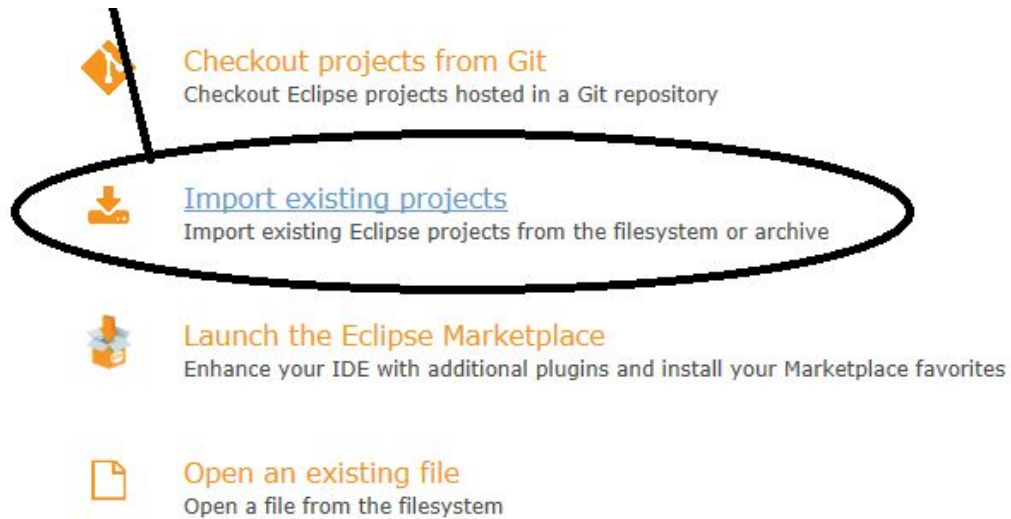 Checkout projects from Git
Checkout Eclipse projects hosted in a Git repository
Import existing projects
Import existing Eclipse projects from the filesystem or archive
Launch the Eclipse Marketplace
Enhance your IDE with additional plugins and install your Marketplace favorites
Open an existing file
Open a file from the filesystem